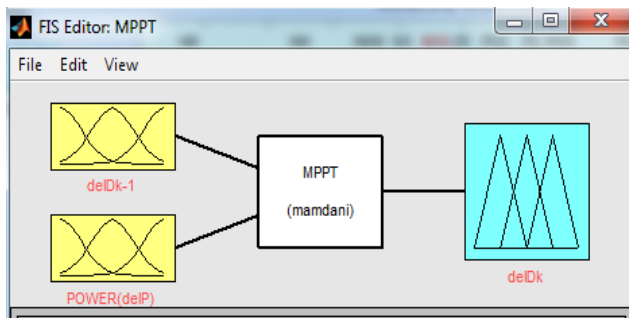 FIS Editor: MPPT
File Edit View
delDk-1
MPPT
(mamdani)
POWER(delP)
delDk